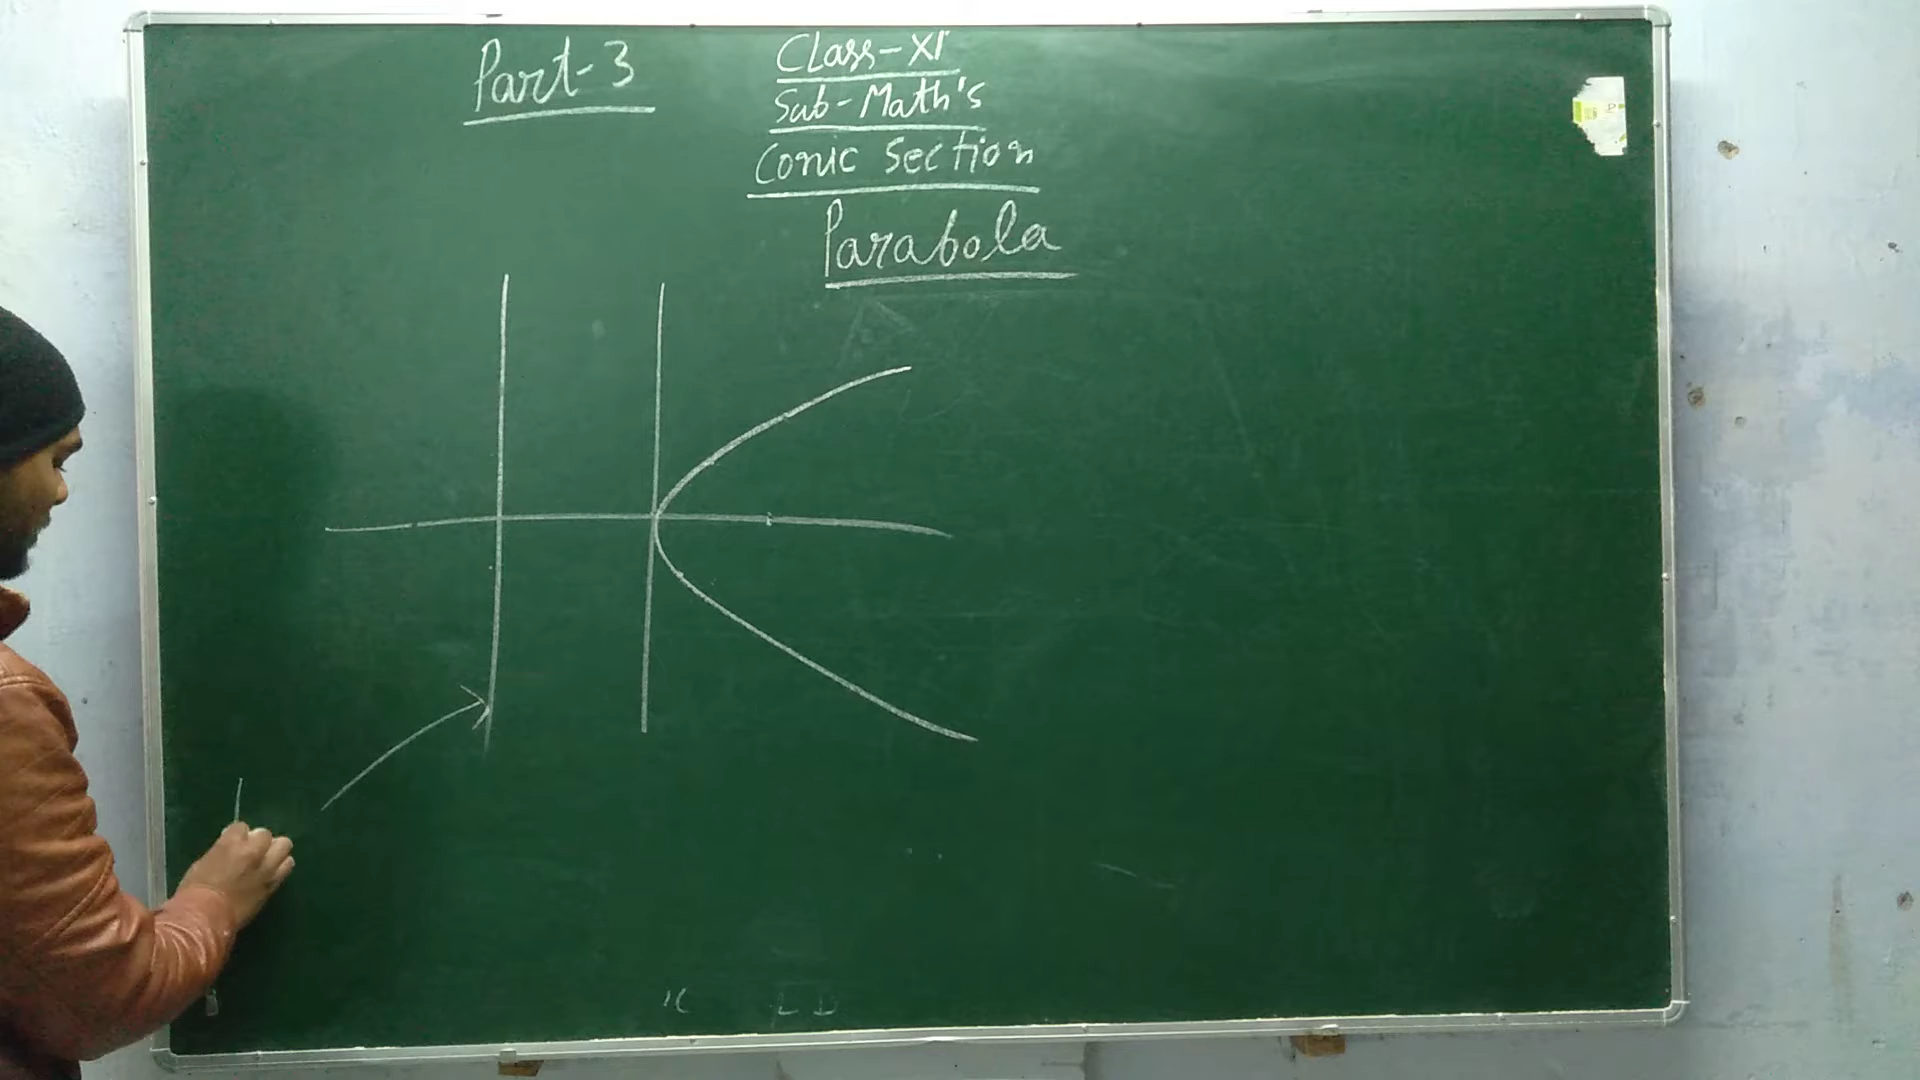 Part-3
Class-XI
Sub-Math's
Conic Section
Parabola